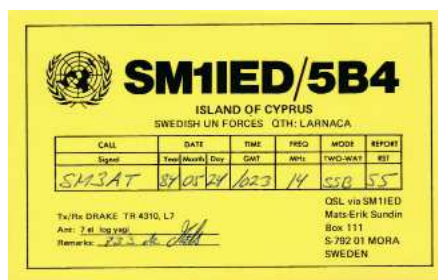 SM1IED/5B4
ISLAND OF CYPRUS
SWEDISH UN FORCES QTH: LARNACA
CALL DATE TIME FREQ MODE REPORT
Signal Year Month Day GMT MHz TWO-WAY RST
SM3AT 84 05 24 1023 14 SSB 55
QSL via SM1IED
Tx/Rx DRAKE TR 4310, L7 Mats-Erik Sundin
Ant: 7 el log yagi Box 111
Remarks: 73 S de Mats S-792 01 MORA
SWEDEN